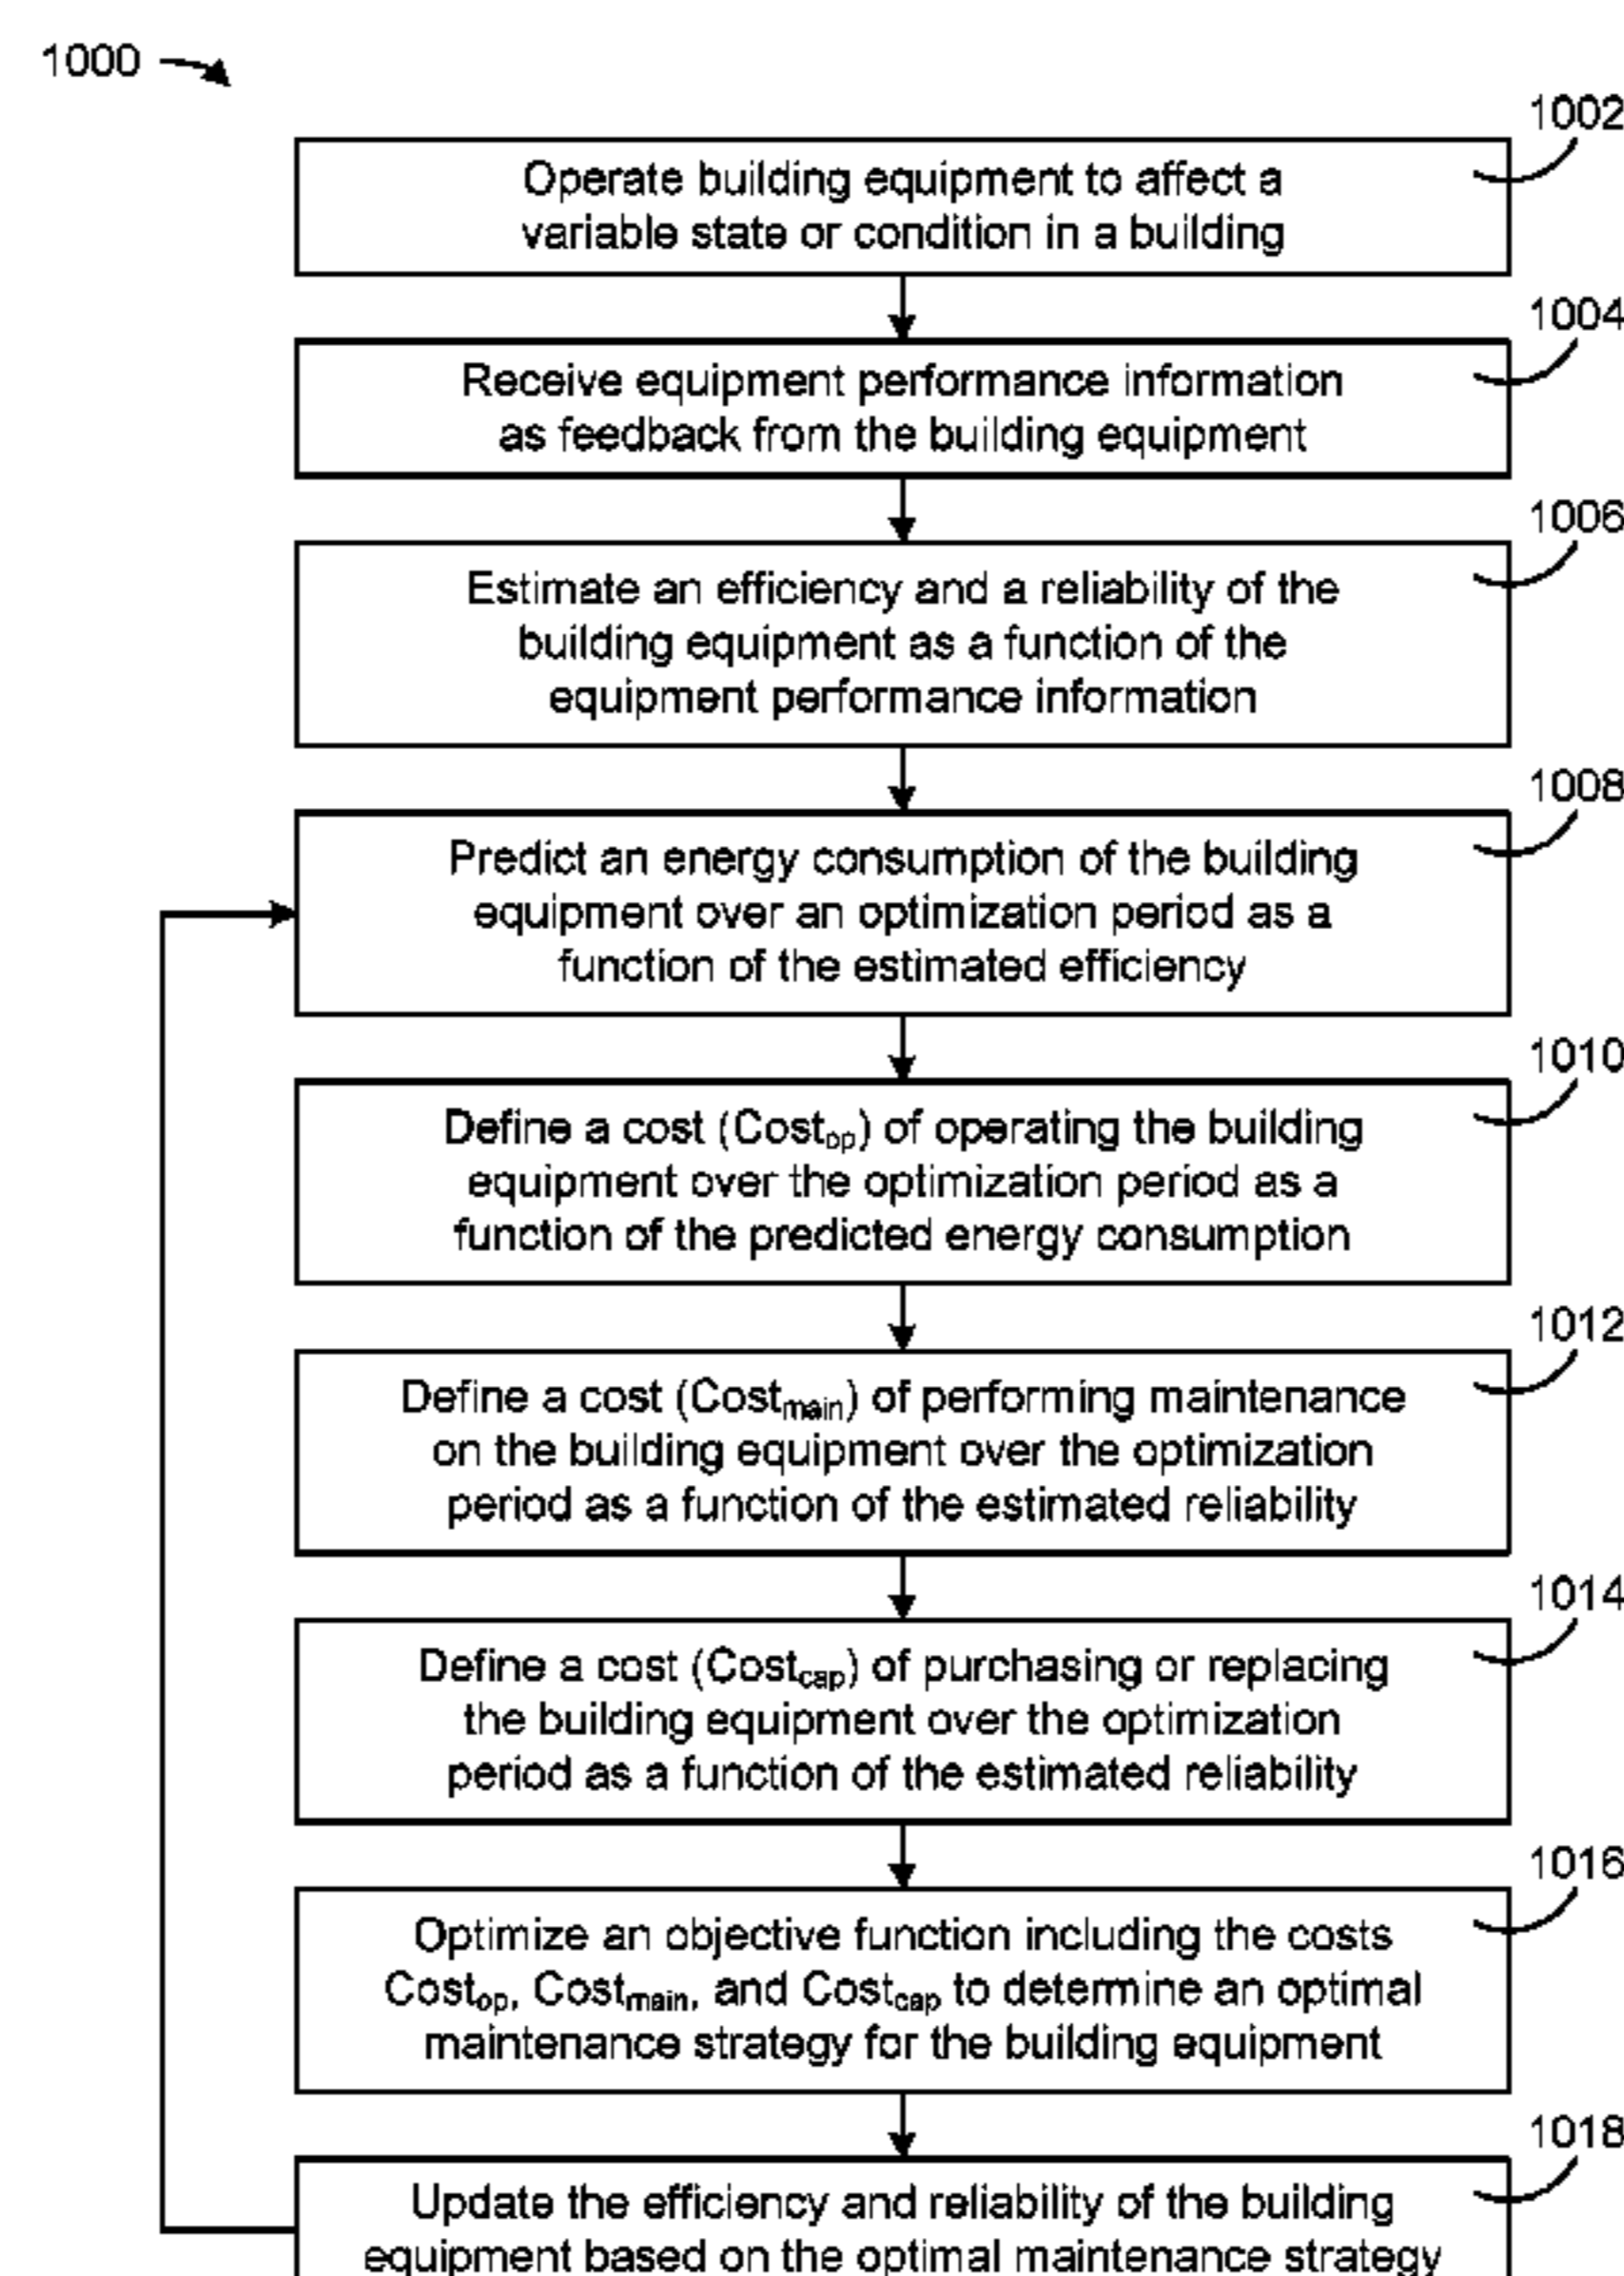 1000
1002
Operate building equipment to affect a
variable state or condition in a building
1004
Receive equipment performance information
as feedback from the building equipment
1006
Estimate an efficiency and a reliability of the
building equipment as a function of the
equipment performance information
1008
Predict an energy consumption of the building
equipment over an optimization period as a
function of the estimated efficiency
1010
Define a cost (Costop) of operating the building
equipment over the optimization period as a
function of the predicted energy consumption
1012
Define a cost (Costmain) of performing maintenance
on the building equipment over the optimization
period as a function of the estimated reliability
1014
Define a cost (Costcap) of purchasing or replacing
the building equipment over the optimization
period as a function of the estimated reliability
1016
Optimize an objective function including the costs
Costop, Costmain, and Costcap to determine an optimal
maintenance strategy for the building equipment
1018
Update the efficiency and reliability of the building
equipment based on the optimal maintenance strategy